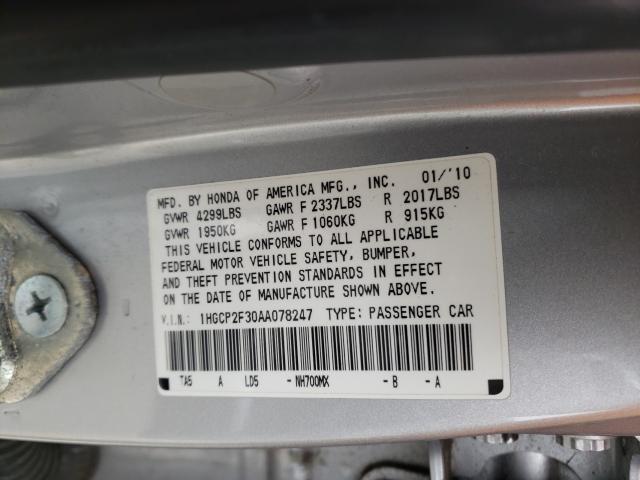 MFD. BY HONDA OF AMERICA MFG., INC. 01/'10
GVWR 4299LBS GAWR F 2337LBS R 2017LBS
GVWR 1950KG GAWR F 1060KG R 915KG
THIS VEHICLE CONFORMS TO ALL APPLICABLE
FEDERAL MOTOR VEHICLE SAFETY, BUMPER,
AND THEFT PREVENTION STANDARDS IN EFFECT
ON THE DATE OF MANUFACTURE SHOWN ABOVE.
V.I.N.: 1HGCP2F30AA078247 TYPE: PASSENGER CAR
TA5 A LD5 -NH700MX -B -A